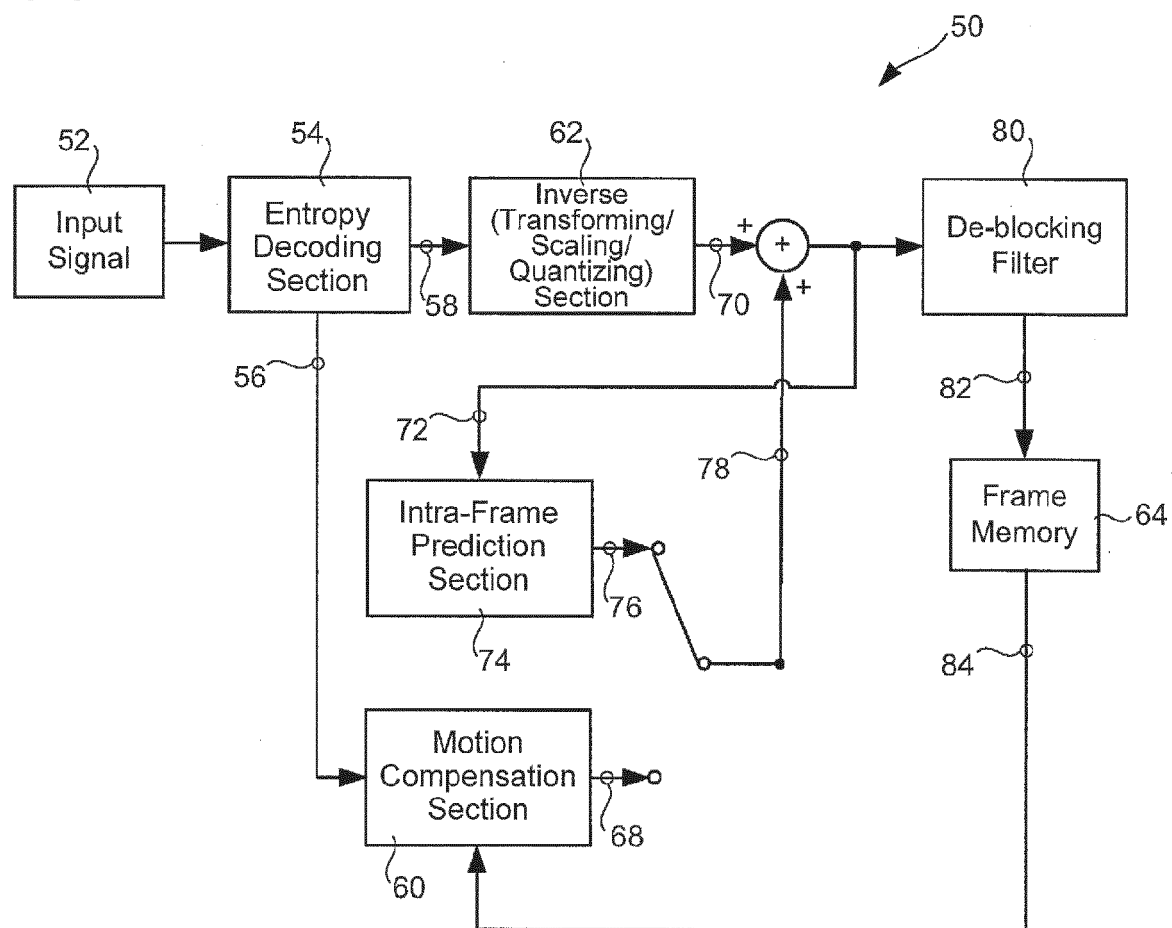 50
52
54
62
80
Input
Signal
Entropy
Decoding
Section
Inverse
(Transforming/
Scaling/
Quantizing)
Section
+
+
+
De-blocking
Filter
58
70
56
72
78
82
Intra-Frame
Prediction
Section
Frame
Memory
64
76
74
84
Motion
Compensation
Section
68
60